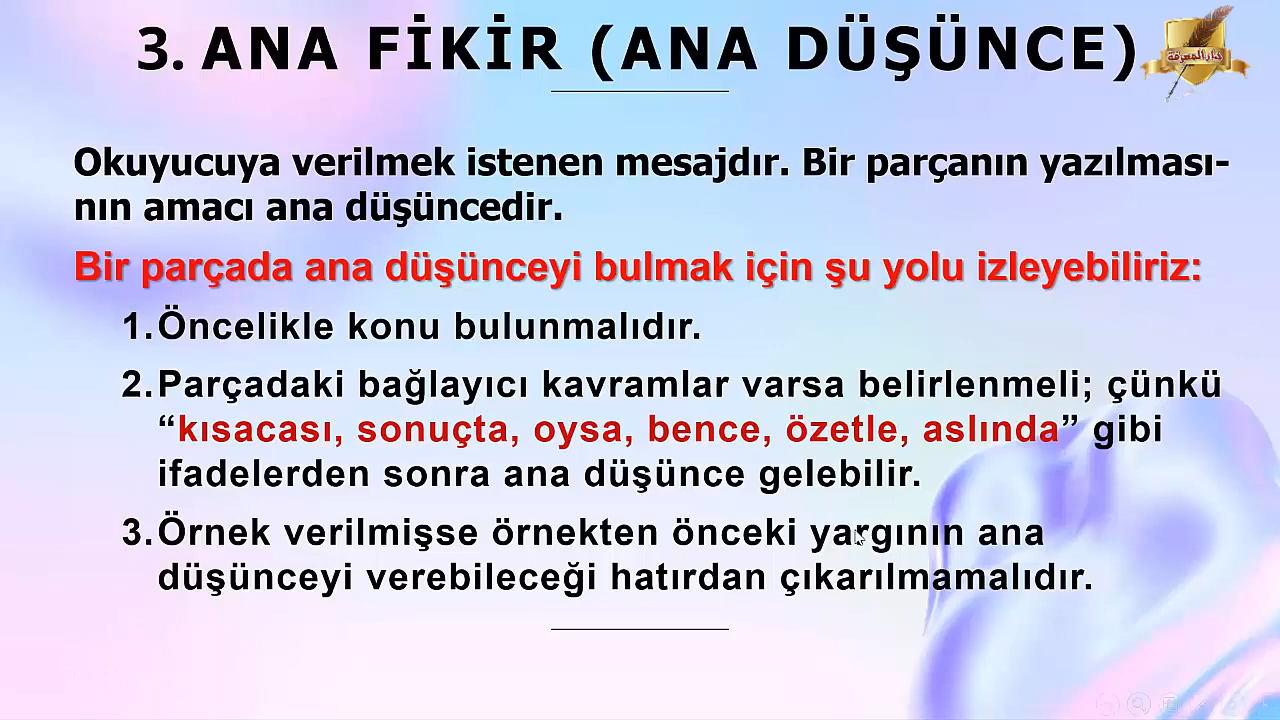 3. ANA FİKİR (ANA DÜŞÜNCE)
دار المعرفة
Okuyucuya verilmek istenen mesajdır. Bir parçanın yazılması-
nın amacı ana düşüncedir.
Bir parçada ana düşünceyi bulmak için şu yolu izleyebiliriz:
1. Öncelikle konu bulunmalıdır.
2. Parçadaki bağlayıcı kavramlar varsa belirlenmeli; çünkü
“kısacası, sonuçta, oysa, bence, özetle, aslında” gibi
ifadelerden sonra ana düşünce gelebilir.
3. Örnek verilmişse örnekten önceki yargının ana
düşünceyi verebileceği hatırdan çıkarılmamalıdır.